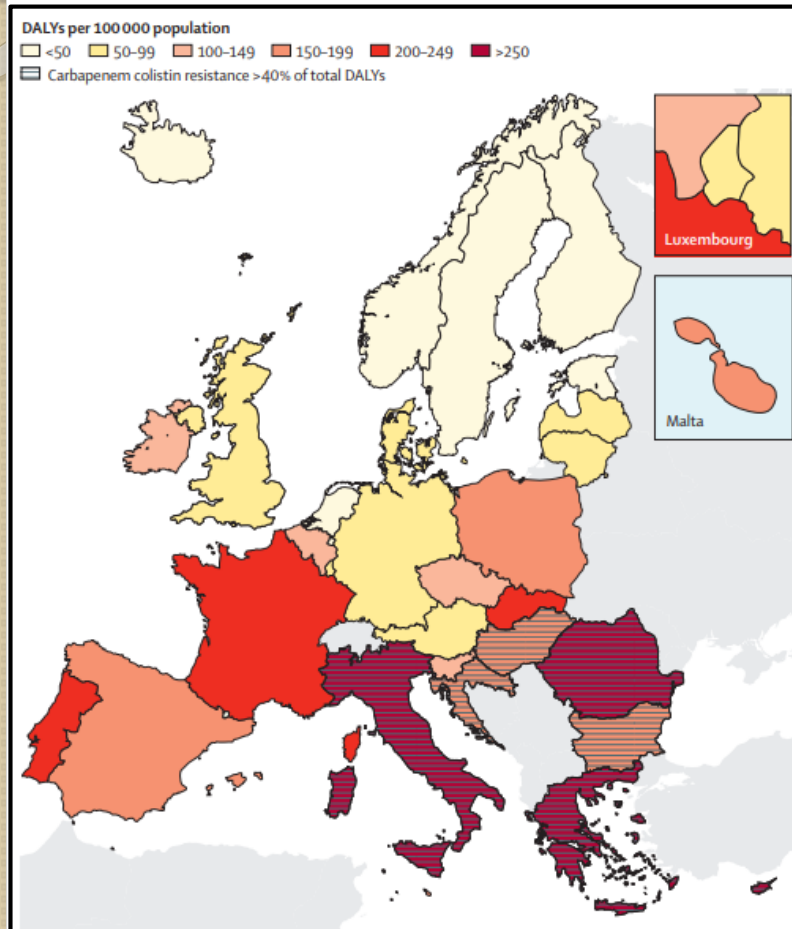 DALYs per 100 000 population
<50 50–99 100–149 150–199 200–249 >250
Carbapenem colistin resistance >40% of total DALYs
Luxembourg
Malta